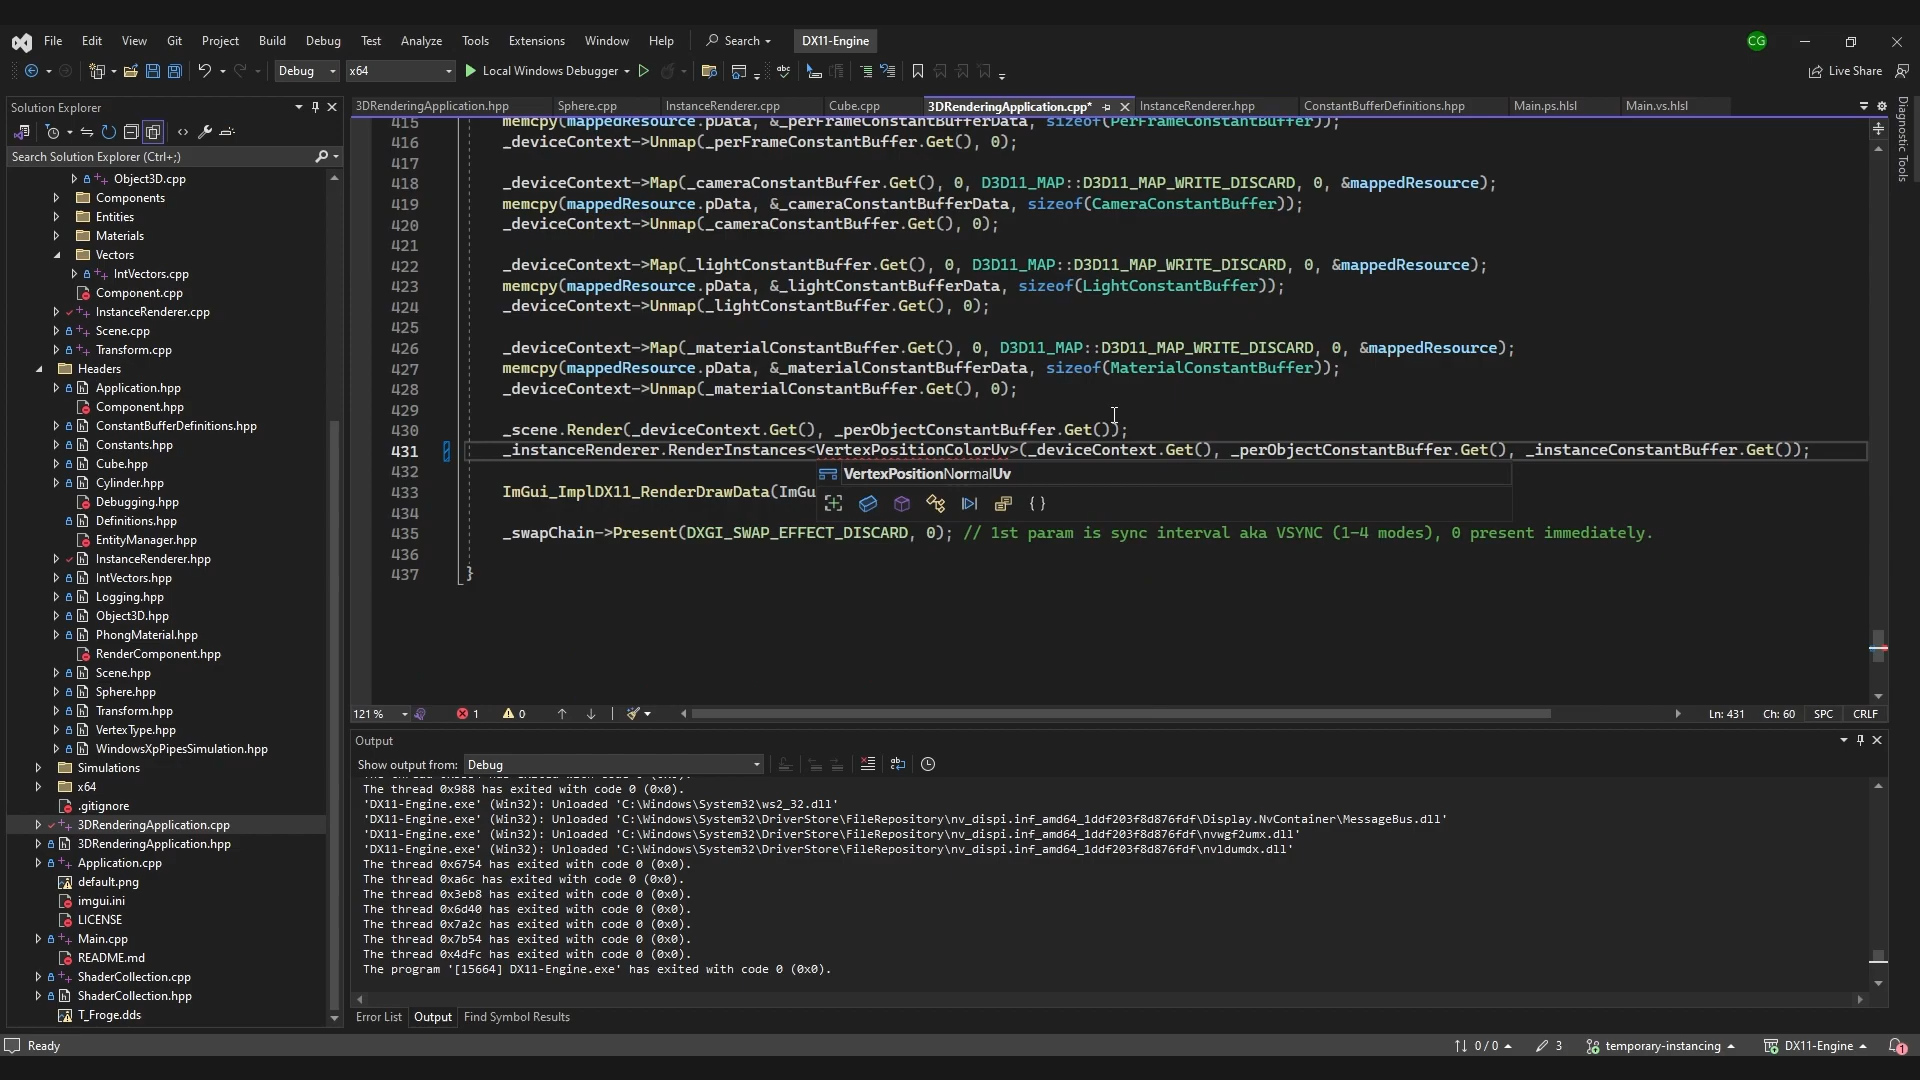 File Edit View Git Project Build Debug Test Analyze Tools Extensions Window Help Search DX11-Engine CG
Debug x64 Local Windows Debugger Live Share
Solution Explorer
Search Solution Explorer (Ctrl+;)
Object3D.cpp
Components
Entities
Materials
Vectors
IntVectors.cpp
Component.cpp
InstanceRenderer.cpp
Scene.cpp
Transform.cpp
Headers
Application.hpp
Component.hpp
ConstantBufferDefinitions.hpp
Constants.hpp
Cube.hpp
Cylinder.hpp
Debugging.hpp
Definitions.hpp
EntityManager.hpp
InstanceRenderer.hpp
IntVectors.hpp
Logging.hpp
Object3D.hpp
PhongMaterial.hpp
RenderComponent.hpp
Scene.hpp
Sphere.hpp
Transform.hpp
VertexType.hpp
WindowsXpPipesSimulation.hpp
Simulations
x64
.gitignore
3DRenderingApplication.cpp
3DRenderingApplication.hpp
Application.cpp
default.png
imgui.ini
LICENSE
Main.cpp
README.md
ShaderCollection.cpp
ShaderCollection.hpp
T_Froge.dds
3DRenderingApplication.hpp Sphere.cpp InstanceRenderer.cpp Cube.cpp 3DRenderingApplication.cpp* InstanceRenderer.hpp ConstantBufferDefinitions.hpp Main.ps.hlsl Main.vs.hlsl
415 memcpy(mappedResource.pData, &_perFrameConstantBufferData, sizeof(PerFrameConstantBuffer));
416 _deviceContext->Unmap(_perFrameConstantBuffer.Get(), 0);
417
418 _deviceContext->Map(_cameraConstantBuffer.Get(), 0, D3D11_MAP::D3D11_MAP_WRITE_DISCARD, 0, &mappedResource);
419 memcpy(mappedResource.pData, &_cameraConstantBufferData, sizeof(CameraConstantBuffer));
420 _deviceContext->Unmap(_cameraConstantBuffer.Get(), 0);
421
422 _deviceContext->Map(_lightConstantBuffer.Get(), 0, D3D11_MAP::D3D11_MAP_WRITE_DISCARD, 0, &mappedResource);
423 memcpy(mappedResource.pData, &_lightConstantBufferData, sizeof(LightConstantBuffer));
424 _deviceContext->Unmap(_lightConstantBuffer.Get(), 0);
425
426 _deviceContext->Map(_materialConstantBuffer.Get(), 0, D3D11_MAP::D3D11_MAP_WRITE_DISCARD, 0, &mappedResource);
427 memcpy(mappedResource.pData, &_materialConstantBufferData, sizeof(MaterialConstantBuffer));
428 _deviceContext->Unmap(_materialConstantBuffer.Get(), 0);
429
430 _scene.Render(_deviceContext.Get(), _perObjectConstantBuffer.Get());
431 _instanceRenderer.RenderInstances<VertexPositionColorUv>(_deviceContext.Get(), _perObjectConstantBuffer.Get(), _instanceConstantBuffer.Get());
432 VertexPositionNormalUv
433 ImGui_ImplDX11_RenderDrawData(ImGu { }
434
435 _swapChain->Present(DXGI_SWAP_EFFECT_DISCARD, 0); // 1st param is sync interval aka VSYNC (1-4 modes), 0 present immediately.
436
437 }
Diagnostic Tools
121 % 1 0 Ln: 431 Ch: 60 SPC CRLF
Output
Show output from: Debug
The thread 0x988 has exited with code 0 (0x0).
'DX11-Engine.exe' (Win32): Unloaded 'C:\Windows\System32\ws2_32.dll'
'DX11-Engine.exe' (Win32): Unloaded 'C:\Windows\System32\DriverStore\FileRepository\nv_dispi.inf_amd64_1ddf203f8d876fdf\Display.NvContainer\MessageBus.dll'
'DX11-Engine.exe' (Win32): Unloaded 'C:\Windows\System32\DriverStore\FileRepository\nv_dispi.inf_amd64_1ddf203f8d876fdf\nvwgf2umx.dll'
'DX11-Engine.exe' (Win32): Unloaded 'C:\Windows\System32\DriverStore\FileRepository\nv_dispi.inf_amd64_1ddf203f8d876fdf\nvldumdx.dll'
The thread 0x6754 has exited with code 0 (0x0).
The thread 0xa6c has exited with code 0 (0x0).
The thread 0x3eb8 has exited with code 0 (0x0).
The thread 0x6d40 has exited with code 0 (0x0).
The thread 0x7a2c has exited with code 0 (0x0).
The thread 0x7b54 has exited with code 0 (0x0).
The thread 0x4dfc has exited with code 0 (0x0).
The program '[15664] DX11-Engine.exe' has exited with code 0 (0x0).
Error List Output Find Symbol Results
Ready 0 / 0 3 temporary-instancing DX11-Engine 1